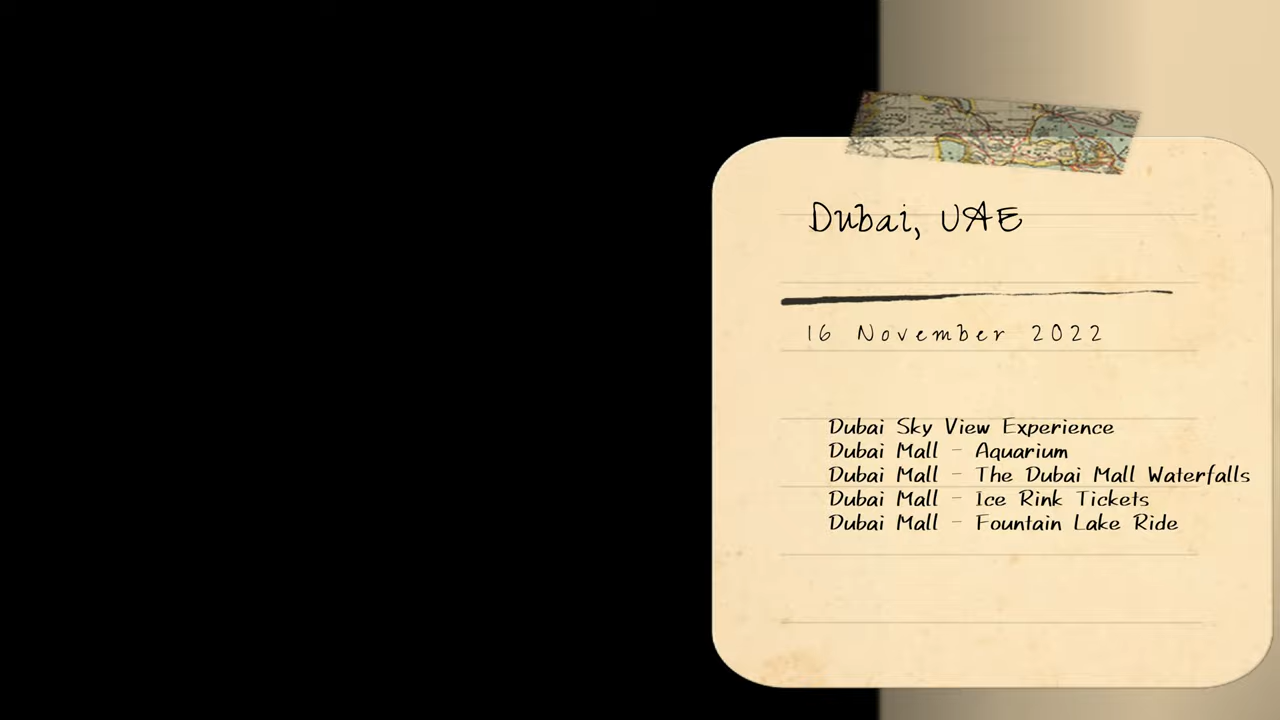 Dubai, UAE
16 November 2022
Dubai Sky View Experience
Dubai Mall - Aquarium
Dubai Mall - The Dubai Mall Waterfalls
Dubai Mall - Ice Rink Tickets
Dubai Mall - Fountain Lake Ride